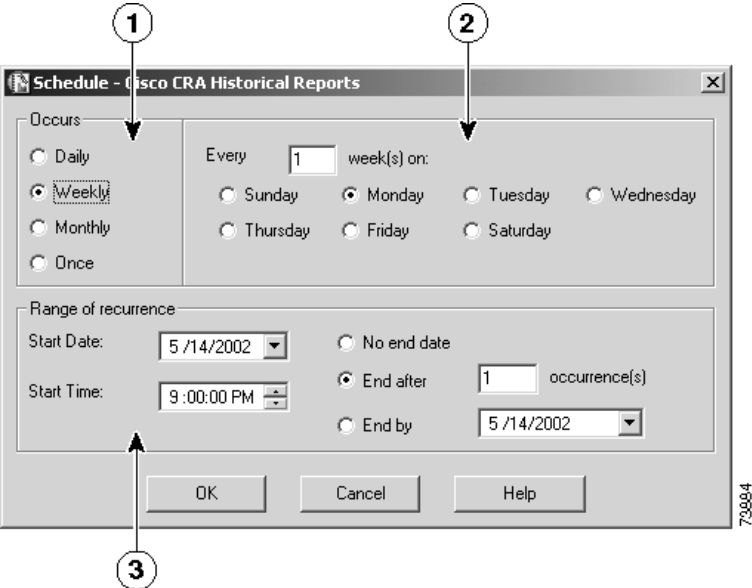 1
2
Schedule - Cisco CRA Historical Reports
Occurs
Daily
Weekly
Monthly
Once
Every 1 week(s) on:
Sunday Monday Tuesday Wednesday
Thursday Friday Saturday
Range of recurrence
Start Date: 5 /14/2002
Start Time: 9 :00:00 PM
No end date
End after 1 occurrence(s)
End by 5 /14/2002
OK Cancel Help
73884
3